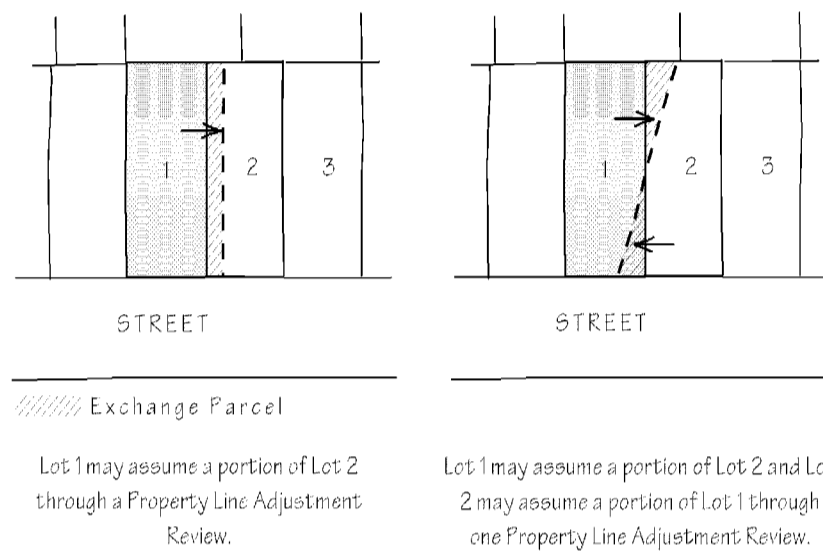 1
2
3
STREET
Exchange Parcel
Lot 1 may assume a portion of Lot 2
through a Property Line Adjustment
Review.
1
2
3
STREET
Lot 1 may assume a portion of Lot 2 and Lo
2 may assume a portion of Lot 1 through
one Property Line Adjustment Review.